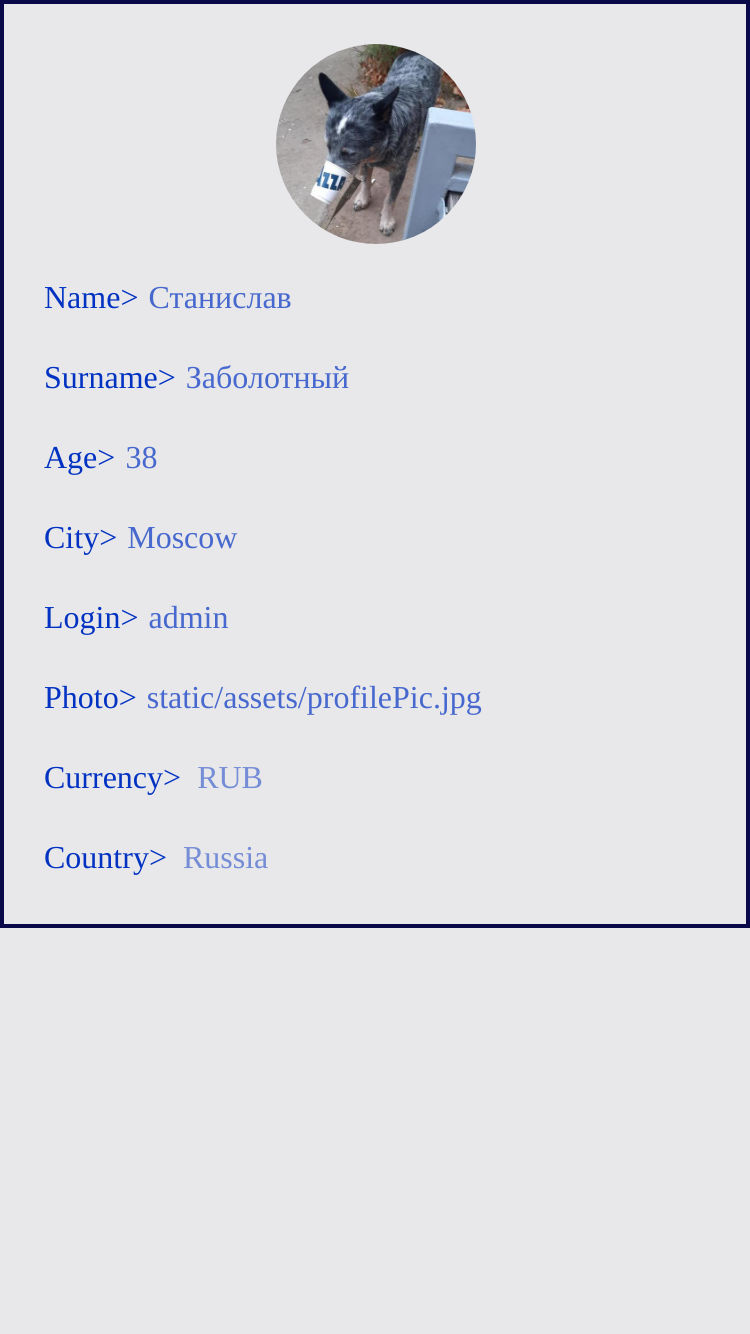 Name> Станислав
Surname> Заболотный
Age> 38
City> Moscow
Login> admin
Photo> static/assets/profilePic.jpg
Currency> RUB
Country> Russia